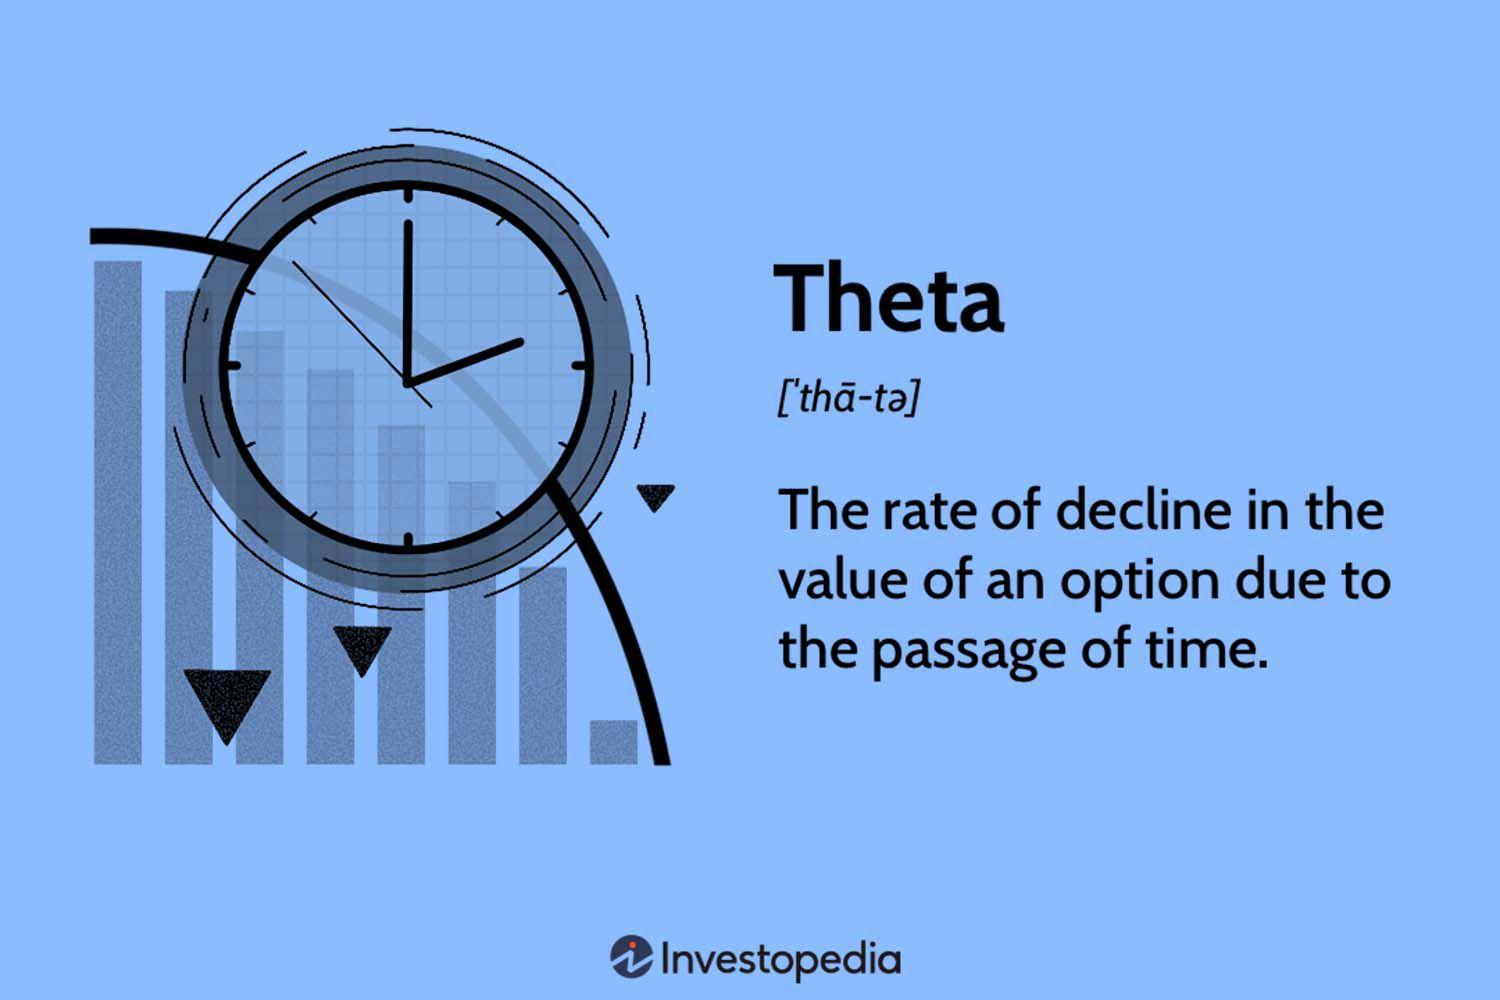 Theta
[ˈthā-tə]
The rate of decline in the
value of an option due to
the passage of time.
Investopedia